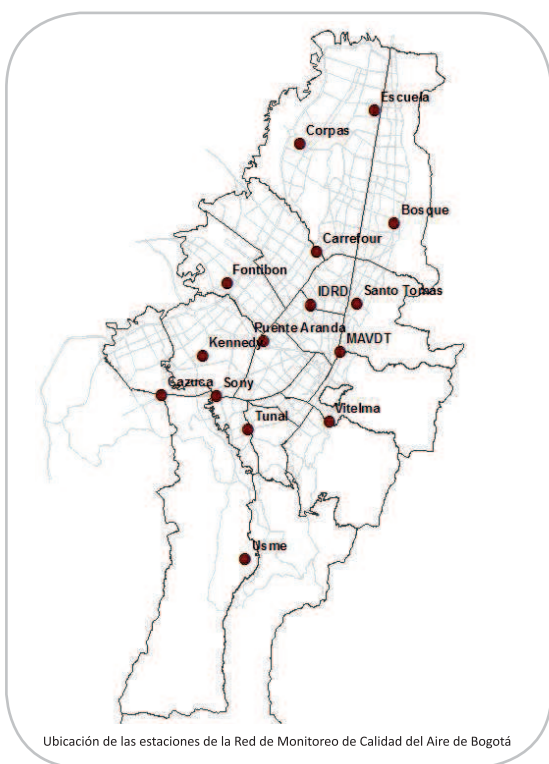 Escuela
Corpas
Bosque
Carrefour
Fontibon
IDRD
Santo Tomas
Puente Aranda
Kennedy
MAVDT
Cazuca
Sony
Tunal
Vitelma
Usme
Ubicación de las estaciones de la Red de Monitoreo de Calidad del Aire de Bogotá